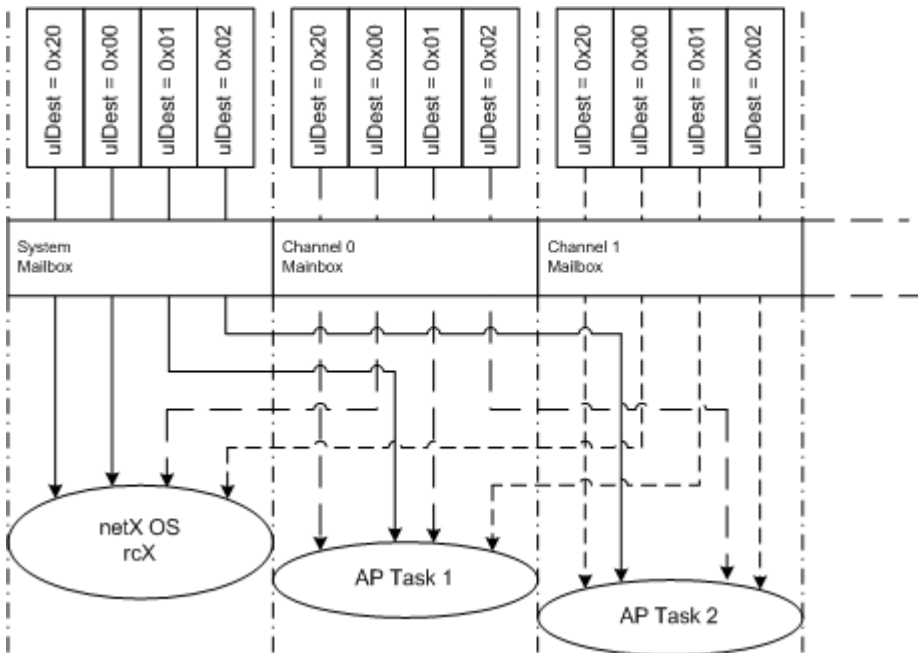 ulDest = 0x20
ulDest = 0x00
ulDest = 0x01
ulDest = 0x02
ulDest = 0x20
ulDest = 0x00
ulDest = 0x01
ulDest = 0x02
ulDest = 0x20
ulDest = 0x00
ulDest = 0x01
ulDest = 0x02
System
Mailbox
Channel 0
Mainbox
Channel 1
Mailbox
netX OS
rcX
AP Task 1
AP Task 2